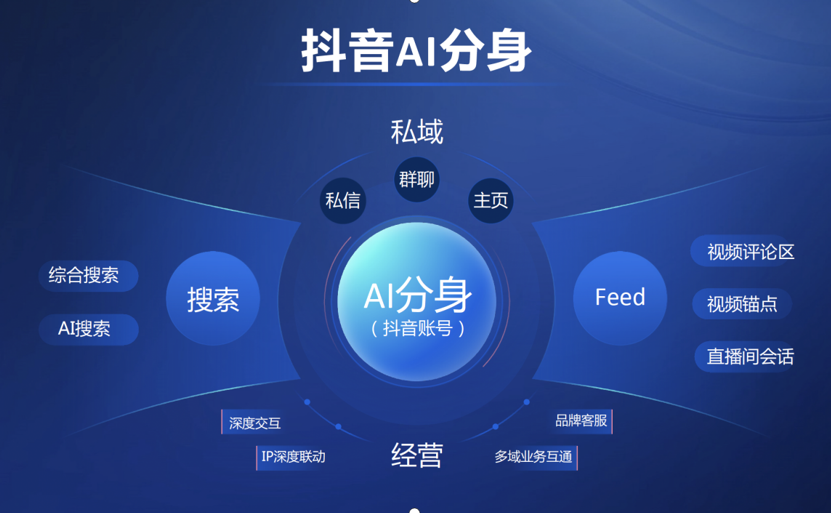 抖音AI分身
私域
私信
群聊
主页
综合搜索
AI搜索
搜索
AI分身
（抖音账号）
Feed
视频评论区
视频锚点
直播间会话
深度交互
IP深度联动
经营
品牌客服
多域业务互通